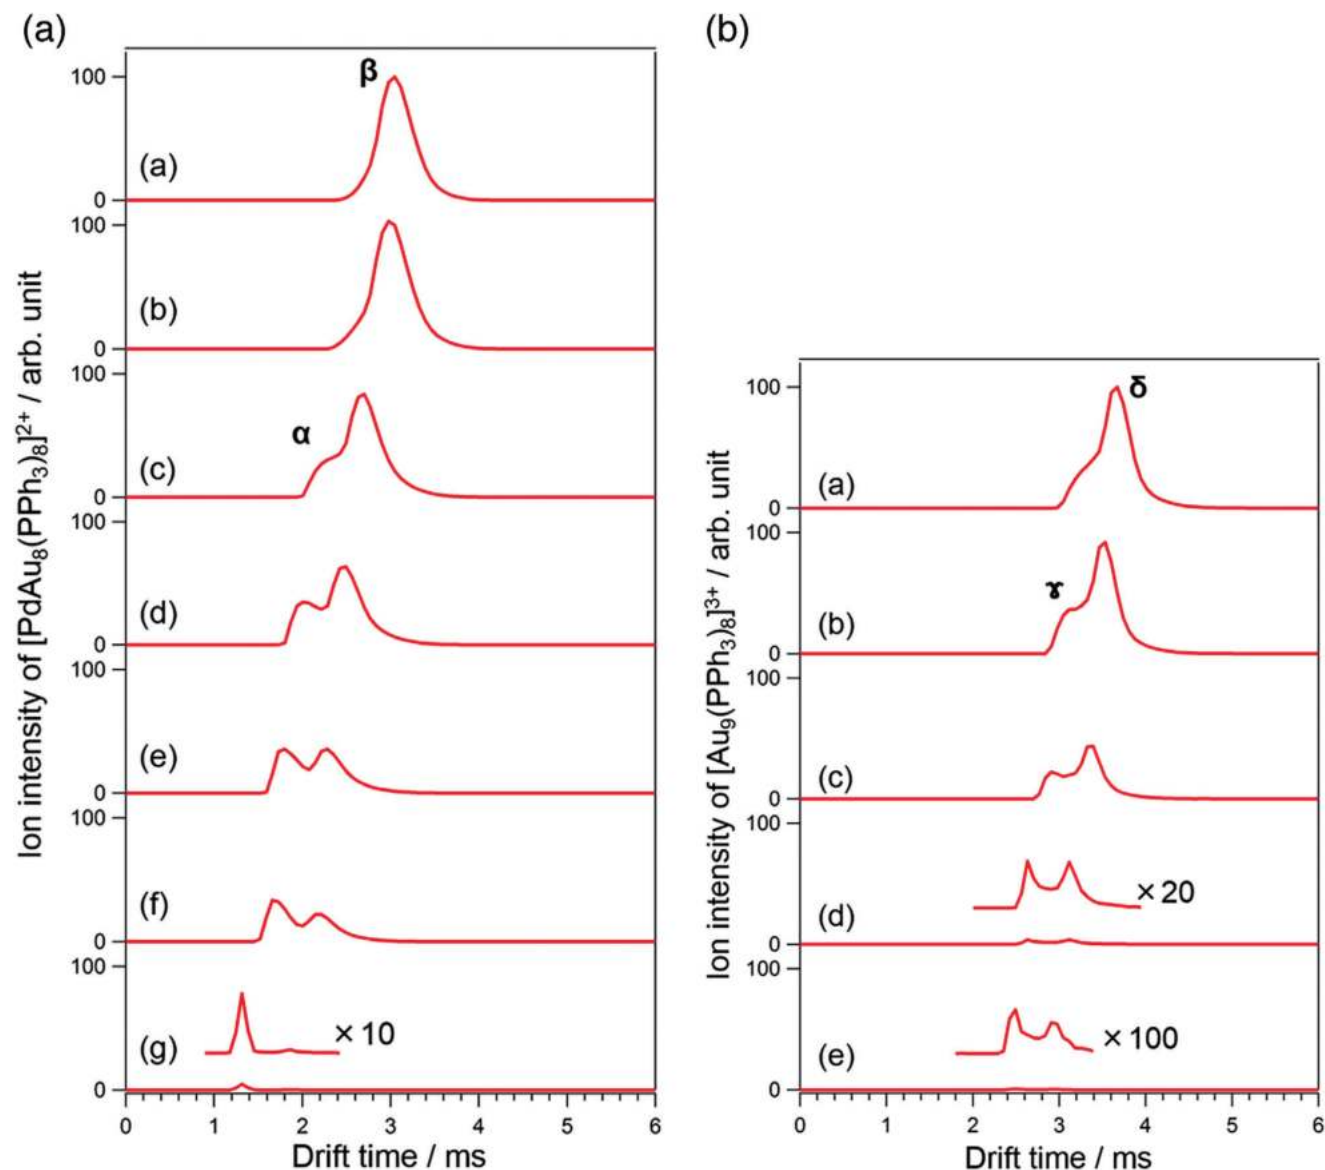 (a)
Ion intensity of [PdAu₈(PPh₃)₈]²⁺ / arb. unit
100
β
(a)
0
100
(b)
0
100
α
(c)
0
100
(d)
0
100
(e)
0
100
(f)
0
100
×10
(g)
0
0 1 2 3 4 5 6
Drift time / ms
(b)
Ion intensity of [Au₉(PPh₃)₈]³⁺ / arb. unit
100
δ
(a)
0
100
γ
(b)
0
100
(c)
0
100
×20
(d)
0
100
×100
(e)
0
0 1 2 3 4 5 6
Drift time / ms